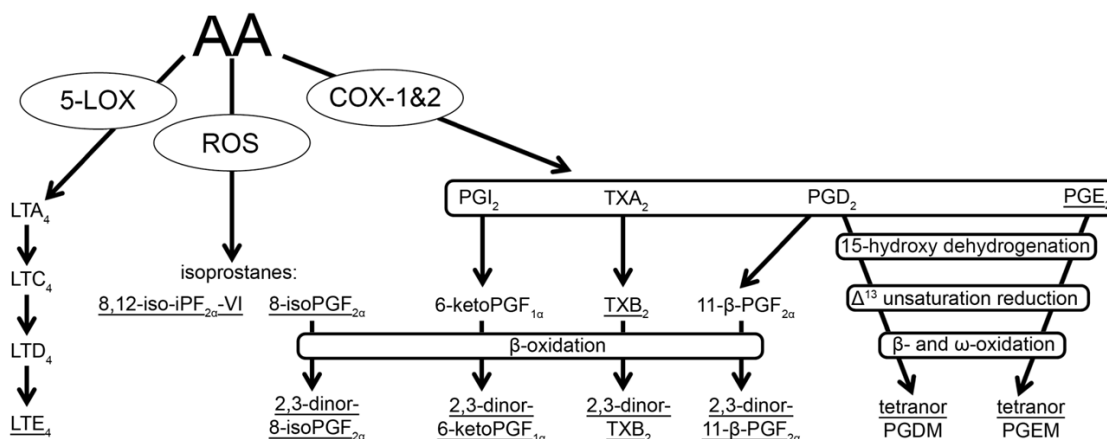 AA
5-LOX
ROS
COX-1&2
PGI₂ TXA₂ PGD₂ PGE₂
LTA₄
15-hydroxy dehydrogenation
LTC₄
isoprostanes:
8,12-iso-iPF₂α-VI 8-isoPGF₂α 6-ketoPGF₁α TXB₂ 11-β-PGF₂α
Δ¹³ unsaturation reduction
LTD₄
β-oxidation
β- and ω-oxidation
LTE₄
2,3-dinor- 2,3-dinor- 2,3-dinor- 2,3-dinor- tetranor tetranor
8-isoPGF₂α 6-ketoPGF₁α TXB₂ 11-β-PGF₂α PGDM PGEM